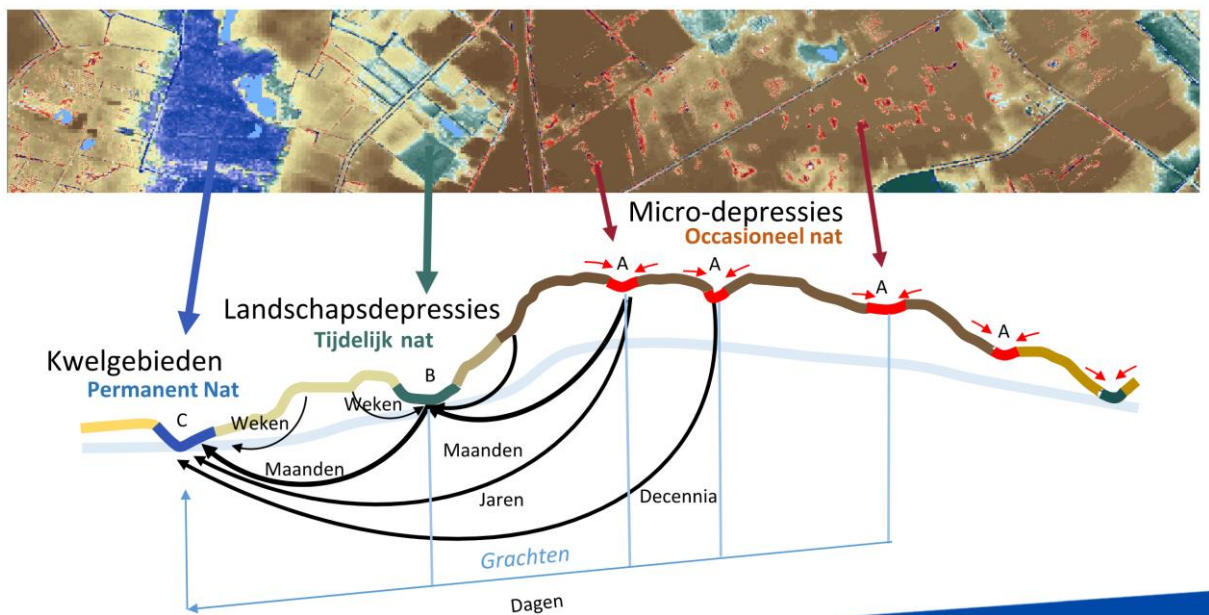 Micro-depressies
Occasioneel nat
A
A
A
A
Landschapsdepressies
Tijdelijk nat
B
Kwelgebieden
Permanent Nat
C
Weken
Weken
Maanden
Maanden
Jaren
Decennia
Grachten
Dagen